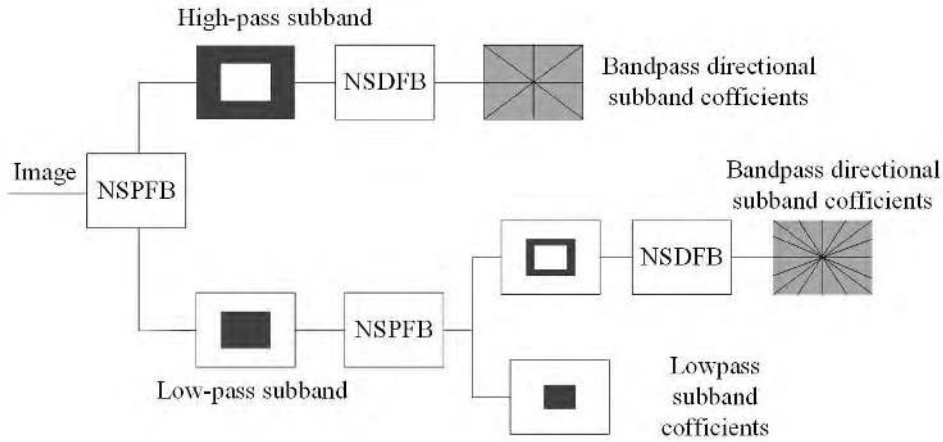 High-pass subband
NSDFB
Bandpass directional
subband cofficients
Image
NSPFB
Bandpass directional
subband cofficients
NSDFB
NSPFB
Low-pass subband
Lowpass
subband
cofficients